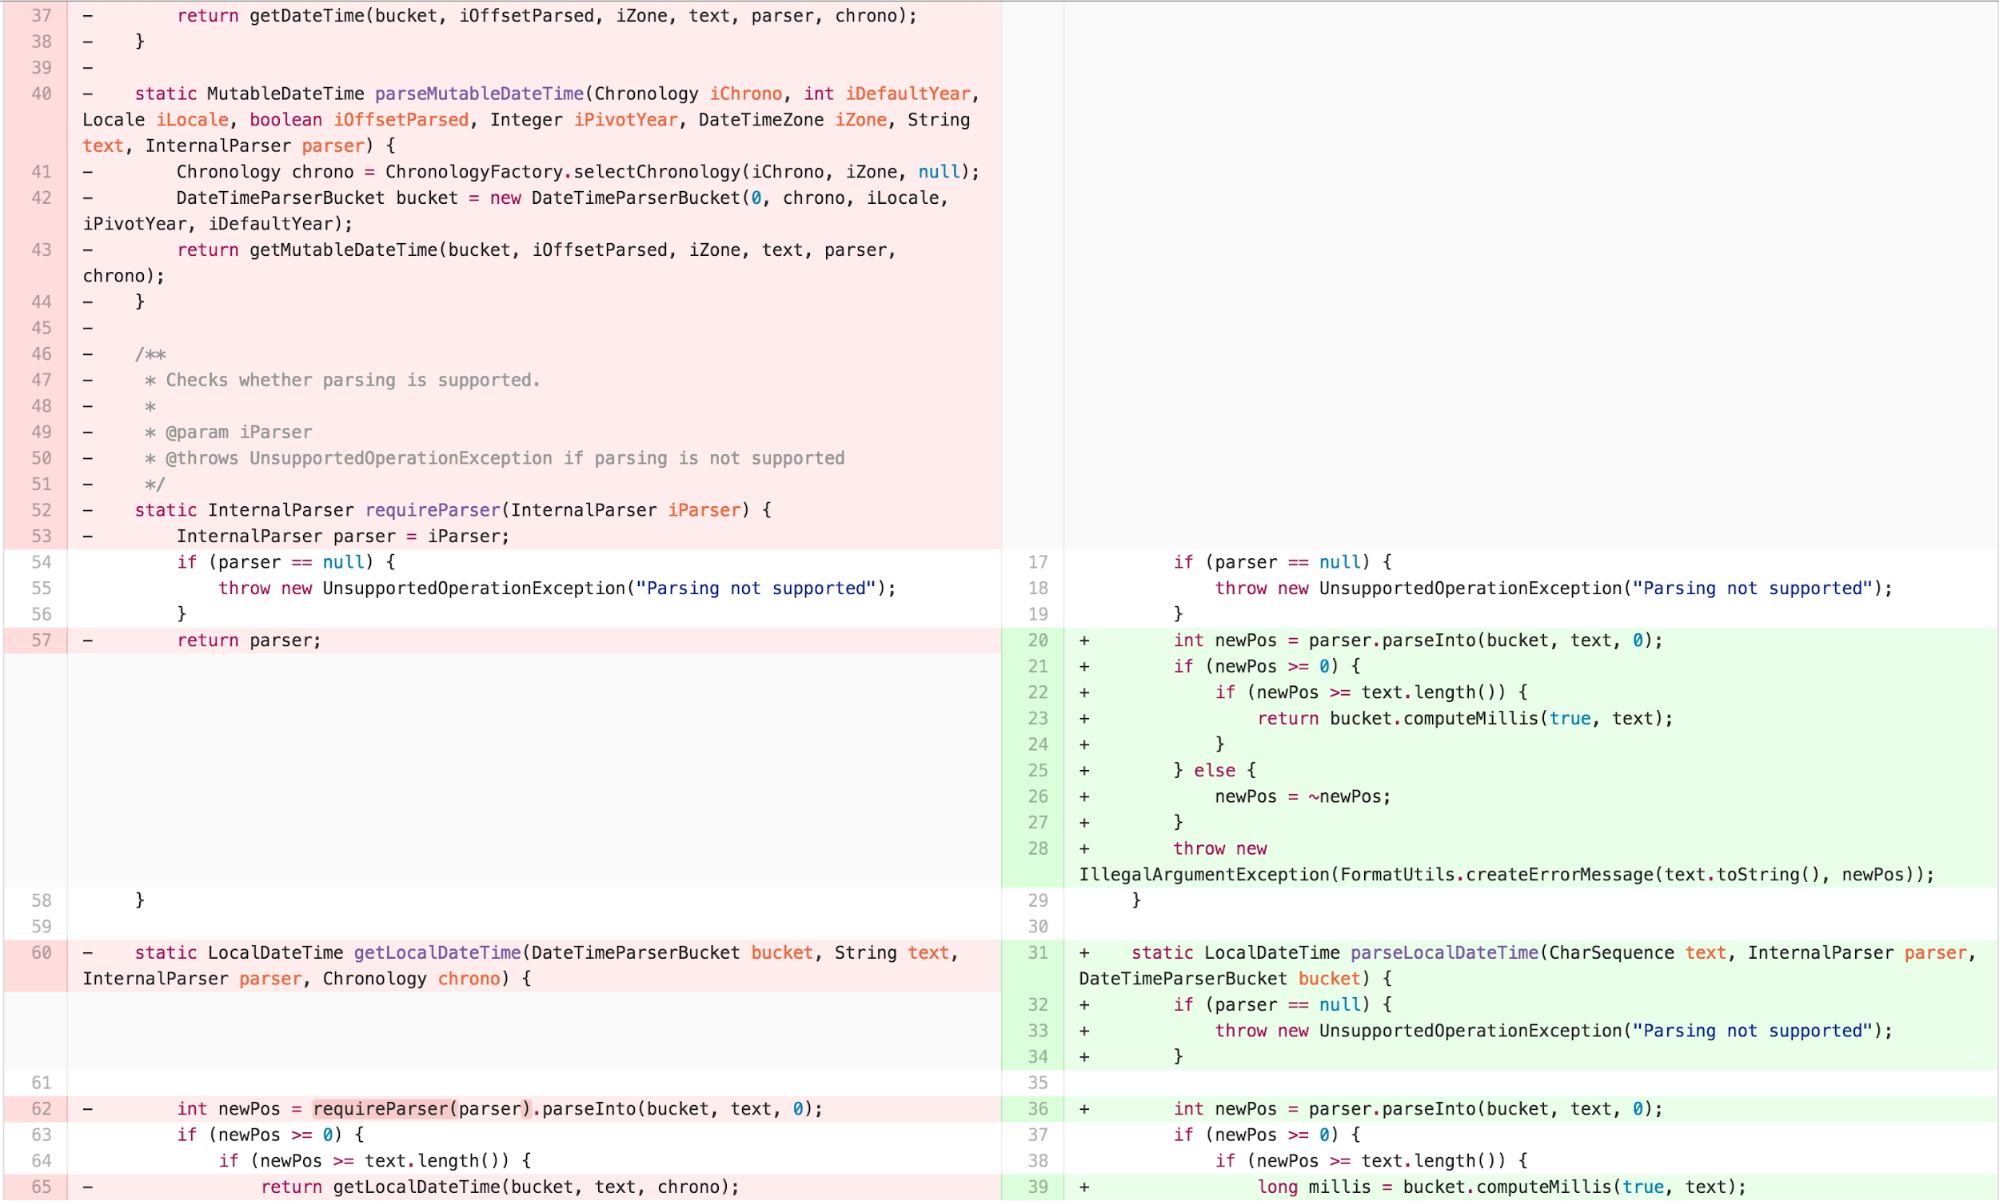 37 -         return getDateTime(bucket, iOffsetParsed, iZone, text, parser, chrono);
38 -     }
39 -
40 -     static MutableDateTime parseMutableDateTime(Chronology iChrono, int iDefaultYear,
Locale iLocale, boolean iOffsetParsed, Integer iPivotYear, DateTimeZone iZone, String
text, InternalParser parser) {
41 -         Chronology chrono = ChronologyFactory.selectChronology(iChrono, iZone, null);
42 -         DateTimeParserBucket bucket = new DateTimeParserBucket(0, chrono, iLocale,
iPivotYear, iDefaultYear);
43 -         return getMutableDateTime(bucket, iOffsetParsed, iZone, text, parser,
chrono);
44 -     }
45 -
46 -     /**
47 -      * Checks whether parsing is supported.
48 -      *
49 -      * @param iParser
50 -      * @throws UnsupportedOperationException if parsing is not supported
51 -      */
52 -     static InternalParser requireParser(InternalParser iParser) {
53 -         InternalParser parser = iParser;
54           if (parser == null) {
55               throw new UnsupportedOperationException("Parsing not supported");
56           }
57 -         return parser;
58       }
59
60 -     static LocalDateTime getLocalDateTime(DateTimeParserBucket bucket, String text,
InternalParser parser, Chronology chrono) {
61
62 -         int newPos = requireParser(parser).parseInto(bucket, text, 0);
63           if (newPos >= 0) {
64               if (newPos >= text.length()) {
65 -                 return getLocalDateTime(bucket, text, chrono);
17           if (parser == null) {
18               throw new UnsupportedOperationException("Parsing not supported");
19           }
20 +         int newPos = parser.parseInto(bucket, text, 0);
21 +         if (newPos >= 0) {
22 +             if (newPos >= text.length()) {
23 +                 return bucket.computeMillis(true, text);
24 +             }
25 +         } else {
26 +             newPos = ~newPos;
27 +         }
28 +         throw new
IllegalArgumentException(FormatUtils.createErrorMessage(text.toString(), newPos));
29       }
30
31 +     static LocalDateTime parseLocalDateTime(CharSequence text, InternalParser parser,
DateTimeParserBucket bucket) {
32 +         if (parser == null) {
33 +             throw new UnsupportedOperationException("Parsing not supported");
34 +         }
35
36 +         int newPos = parser.parseInto(bucket, text, 0);
37           if (newPos >= 0) {
38               if (newPos >= text.length()) {
39 +                 long millis = bucket.computeMillis(true, text);